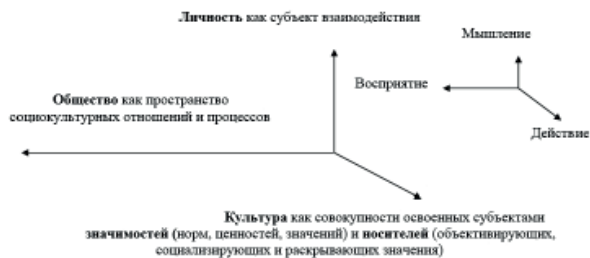 Личность как субъект взаимодействия
Мышление
Восприятие
Общество как пространство
социокультурных отношений и процессов
Действие
Культура как совокупности освоенных субъектами
значимостей (норм, ценностей, значений) и носителей (объективирующих,
социализирующих и раскрывающих значения)